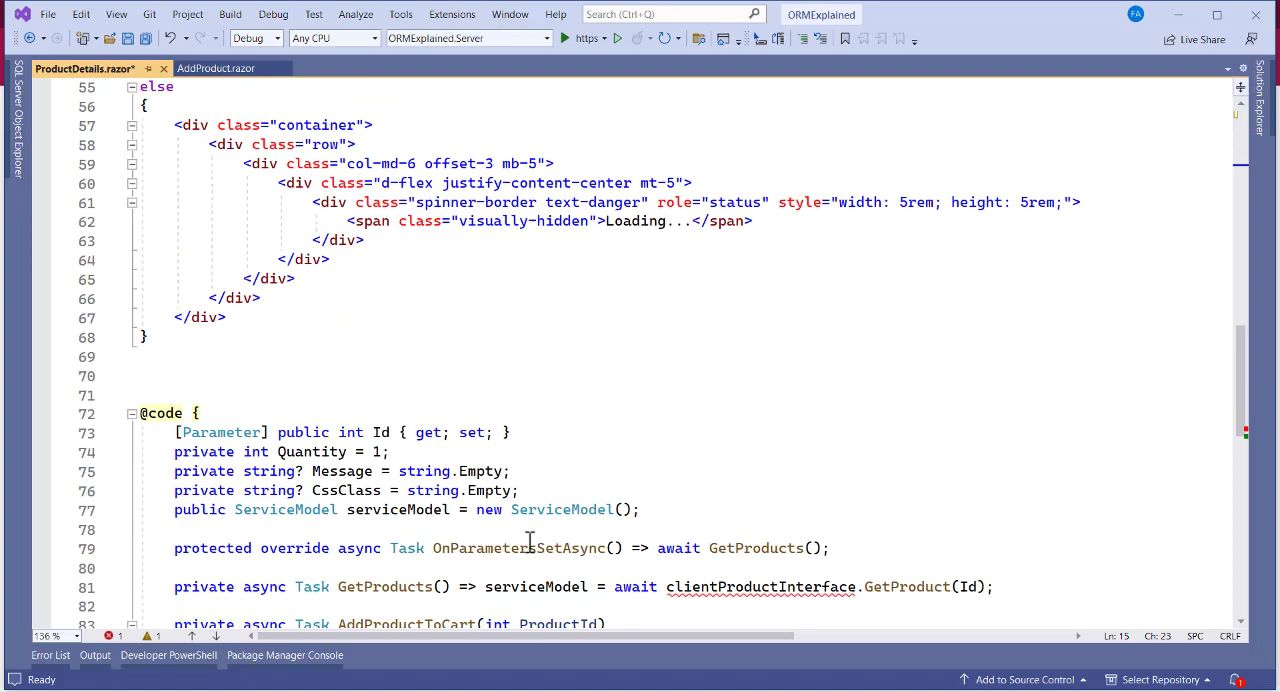 File Edit View Git Project Build Debug Test Analyze Tools Extensions Window Help Search (Ctrl+Q) ORMExplained FA
Debug Any CPU ORMExplained.Server https Live Share
ProductDetails.razor* AddProduct.razor
SQL Server Object Explorer
Solution Explorer
55 else
56 {
57 <div class="container">
58 <div class="row">
59 <div class="col-md-6 offset-3 mb-5">
60 <div class="d-flex justify-content-center mt-5">
61 <div class="spinner-border text-danger" role="status" style="width: 5rem; height: 5rem;">
62 <span class="visually-hidden">Loading...</span>
63 </div>
64 </div>
65 </div>
66 </div>
67 </div>
68 }
69
70
71
72 @code {
73 [Parameter] public int Id { get; set; }
74 private int Quantity = 1;
75 private string? Message = string.Empty;
76 private string? CssClass = string.Empty;
77 public ServiceModel serviceModel = new ServiceModel();
78
79 protected override async Task OnParametersSetAsync() => await GetProducts();
80
81 private async Task GetProducts() => serviceModel = await clientProductInterface.GetProduct(Id);
82
83 private async Task AddProductToCart(int ProductId)
136 % 1 1 Ln: 15 Ch: 23 SPC CRLF
Error List Output Developer PowerShell Package Manager Console
Ready Add to Source Control Select Repository 1